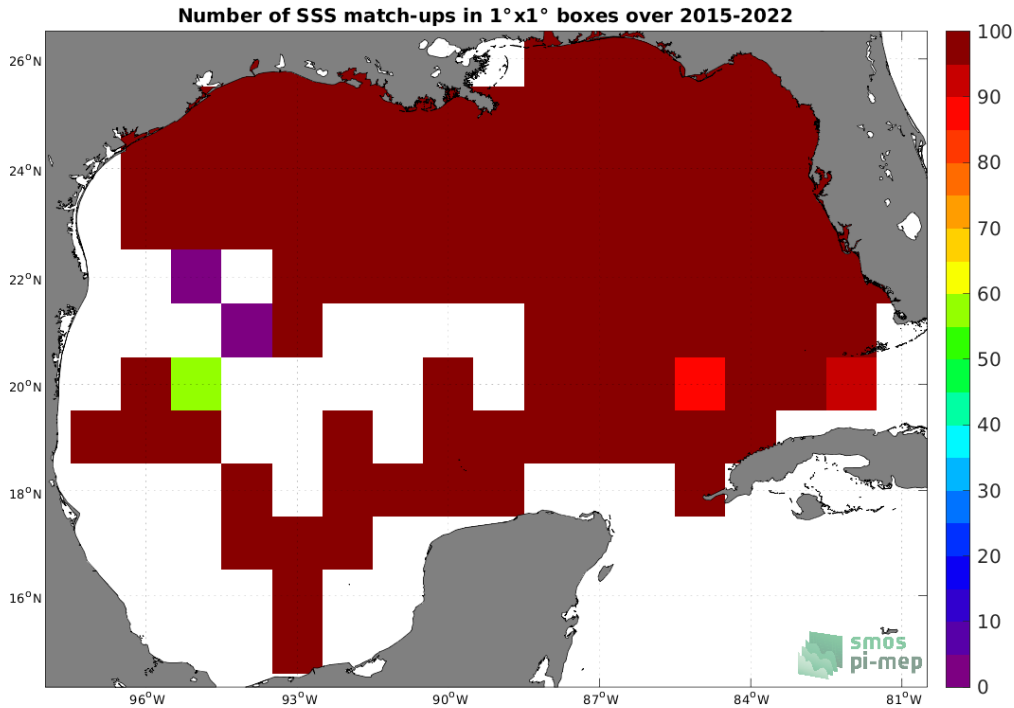 Number of SSS match-ups in 1°x1° boxes over 2015-2022
26°N
24°N
22°N
20°N
18°N
16°N
96°W
93°W
90°W
87°W
84°W
81°W
100
90
80
70
60
50
40
30
20
10
0
smos
pi-mep